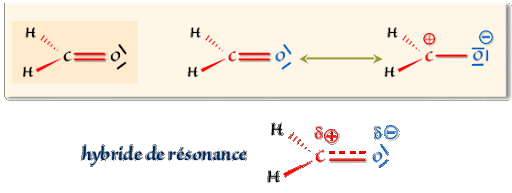 H H H ⊕ ⊖
C O C O C O
H H H
hybride de résonance H δ⊕ δ⊖
C O
H